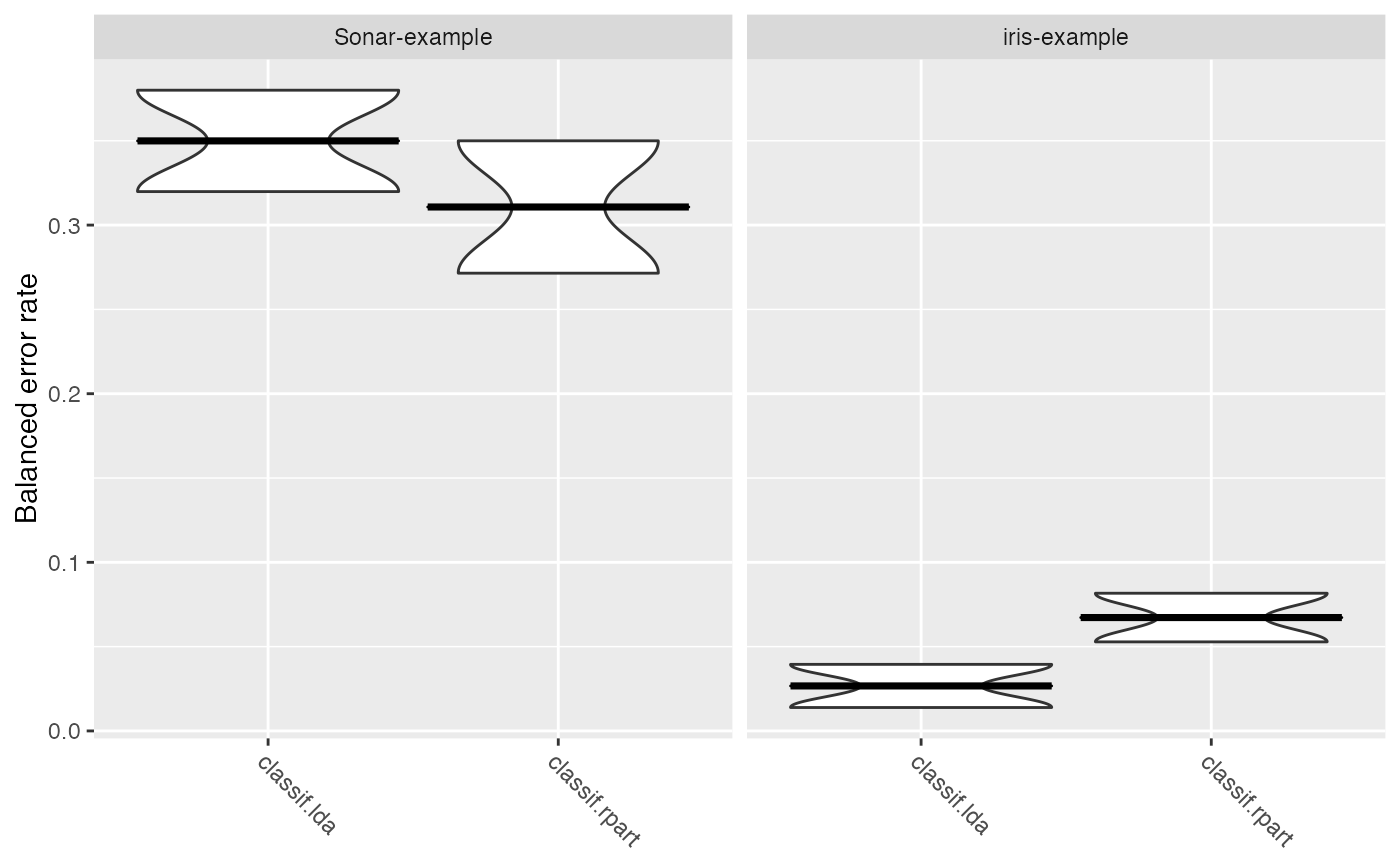 Sonar-example
iris-example
Balanced error rate
0.3
0.2
0.1
0.0
classif.lda
classif.rpart
classif.lda
classif.rpart